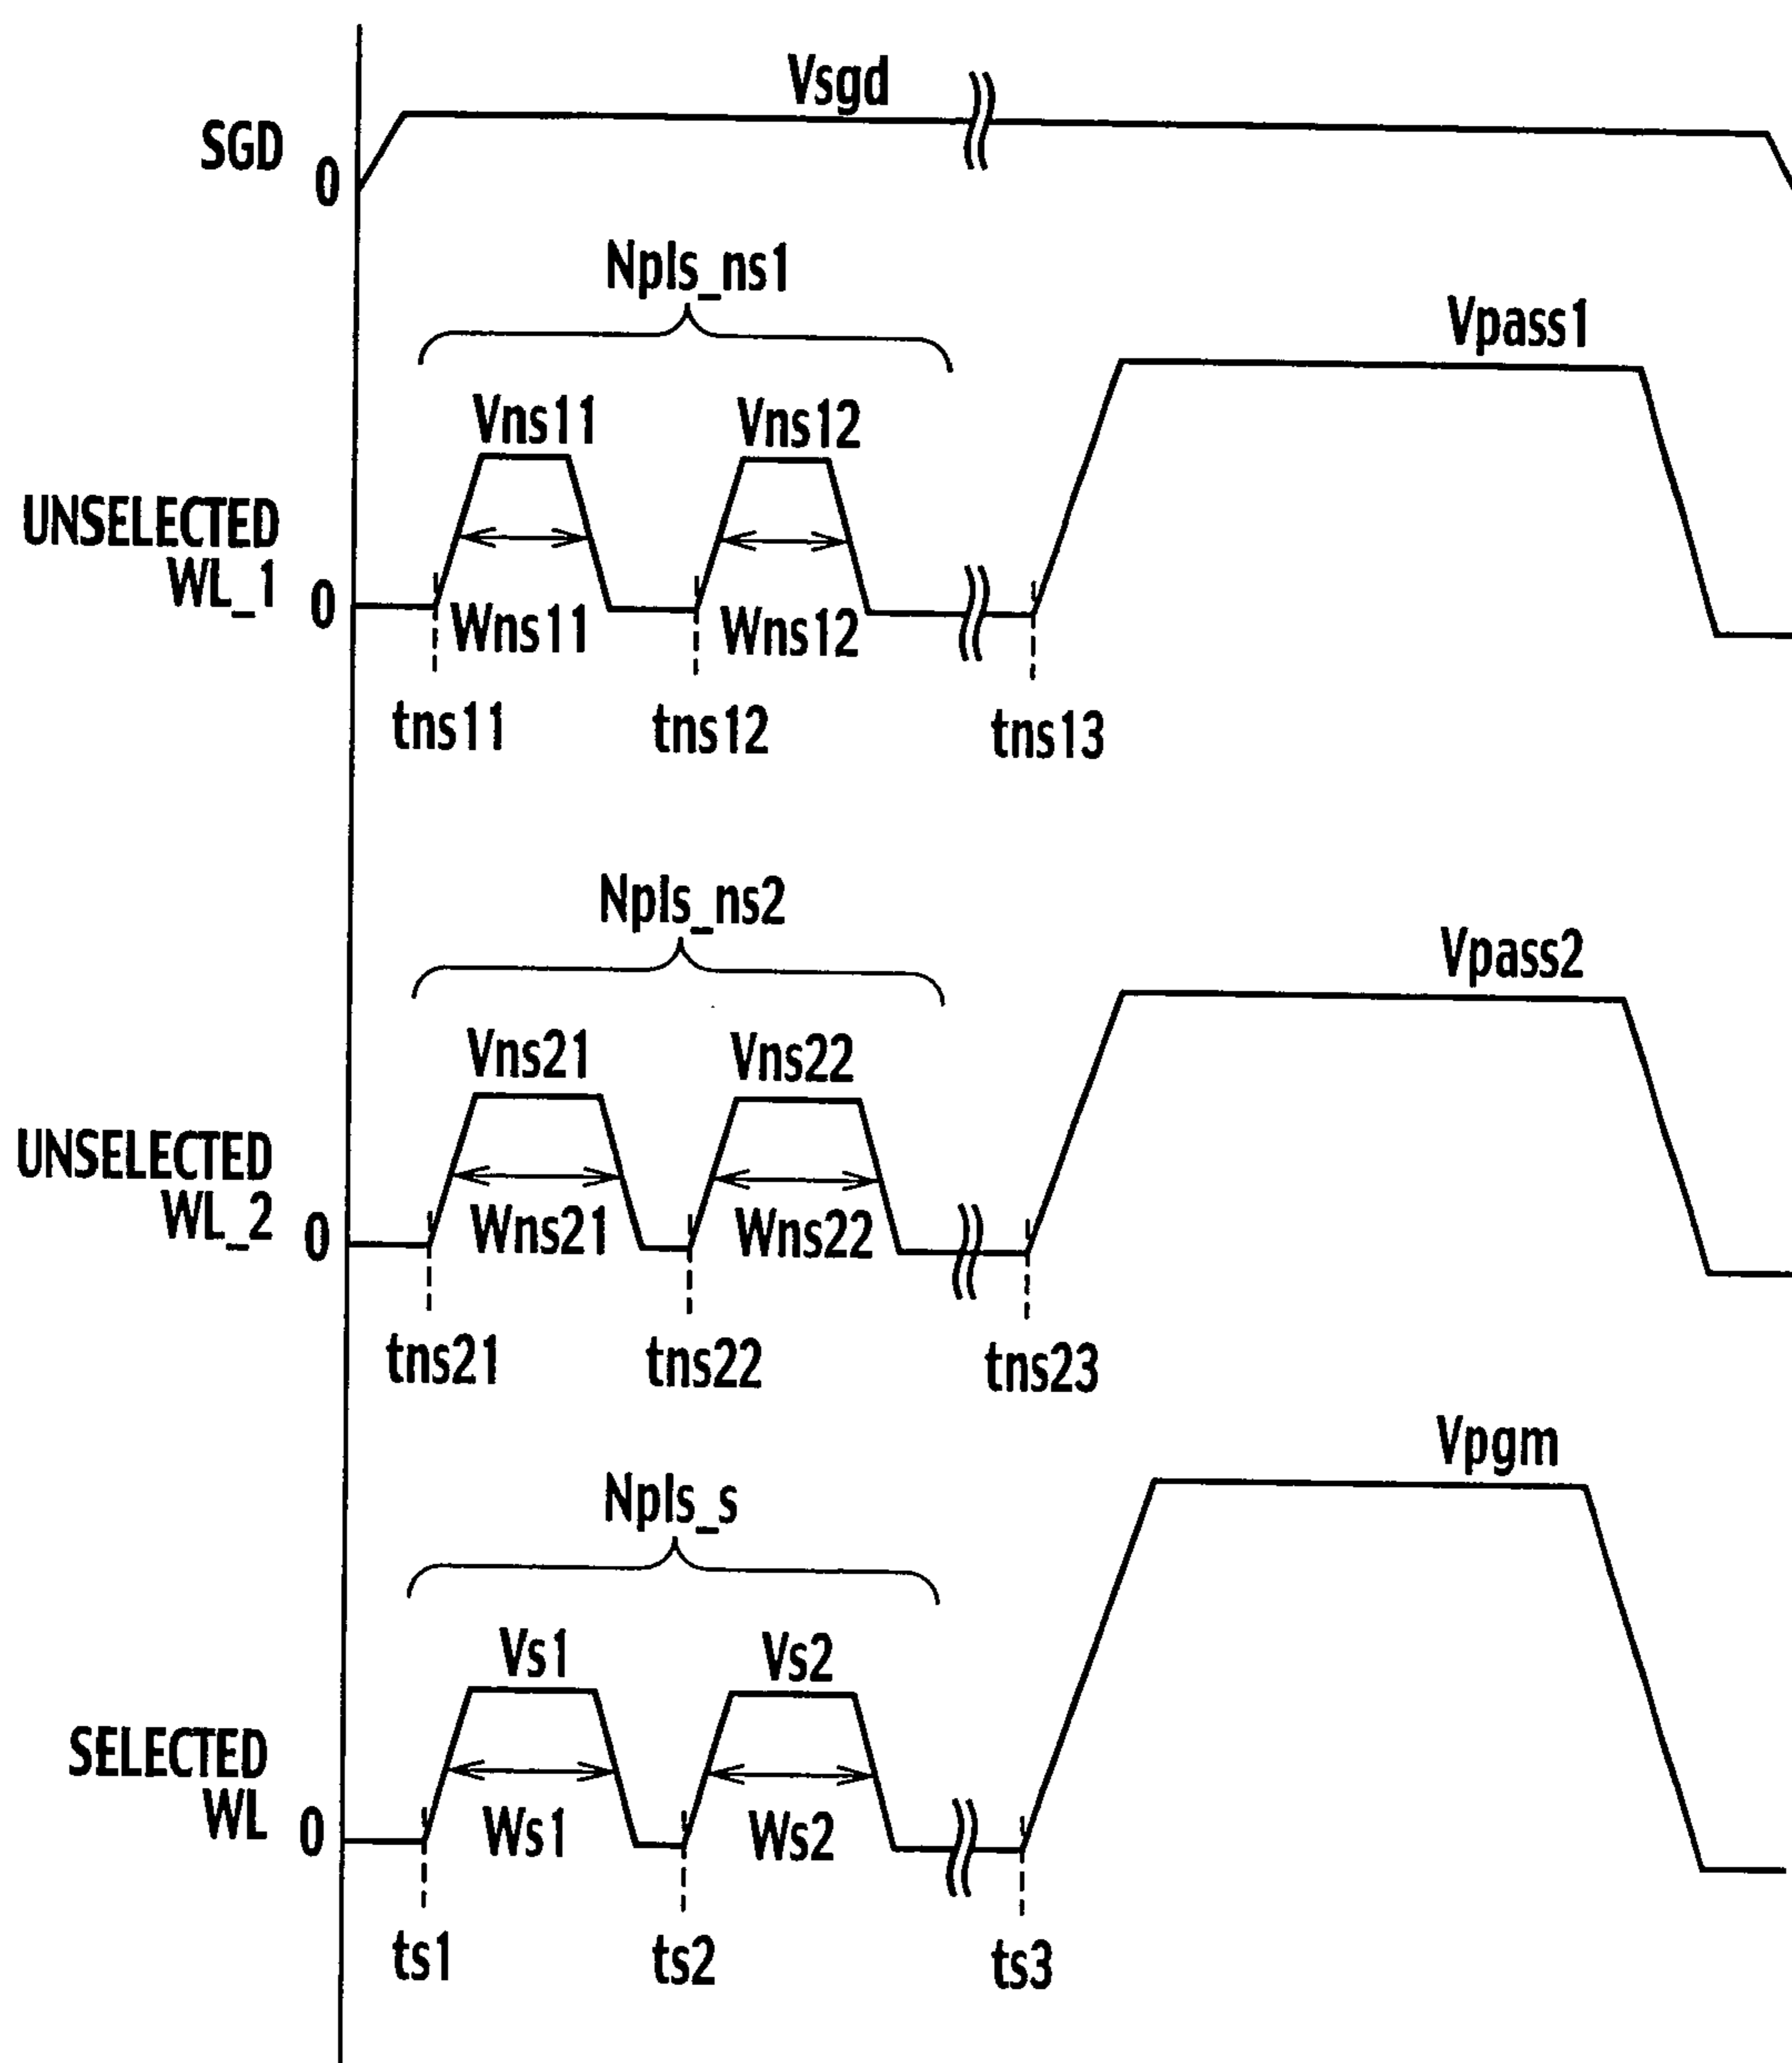 Vsgd
SGD
0
Npls_ns1
Vpass1
Vns11
Vns12
UNSELECTED
WL_1
0
Wns11
Wns12
tns11
tns12
tns13
Npls_ns2
Vpass2
Vns21
Vns22
UNSELECTED
WL_2
0
Wns21
Wns22
tns21
tns22
tns23
Vpgm
Npls_s
Vs1
Vs2
SELECTED
WL
0
Ws1
Ws2
ts1
ts2
ts3